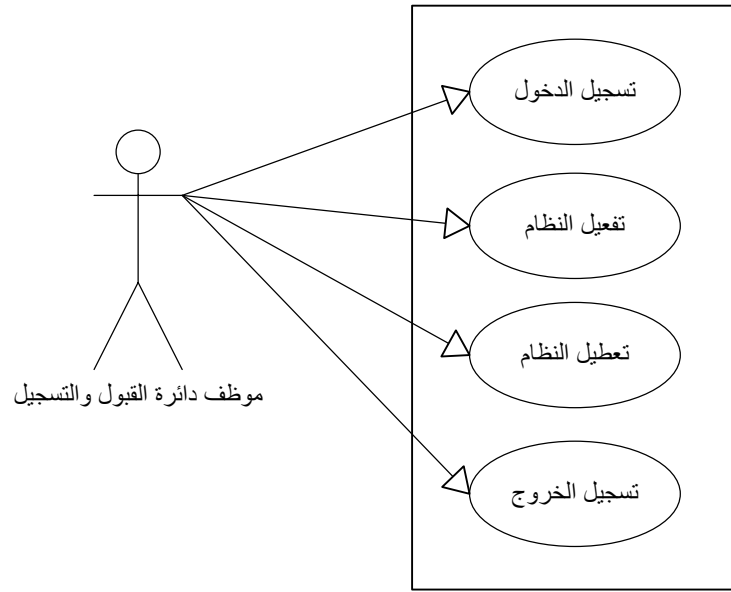 تسجيل الدخول
تفعيل النظام
تعطيل النظام
موظف دائرة القبول والتسجيل
تسجيل الخروج